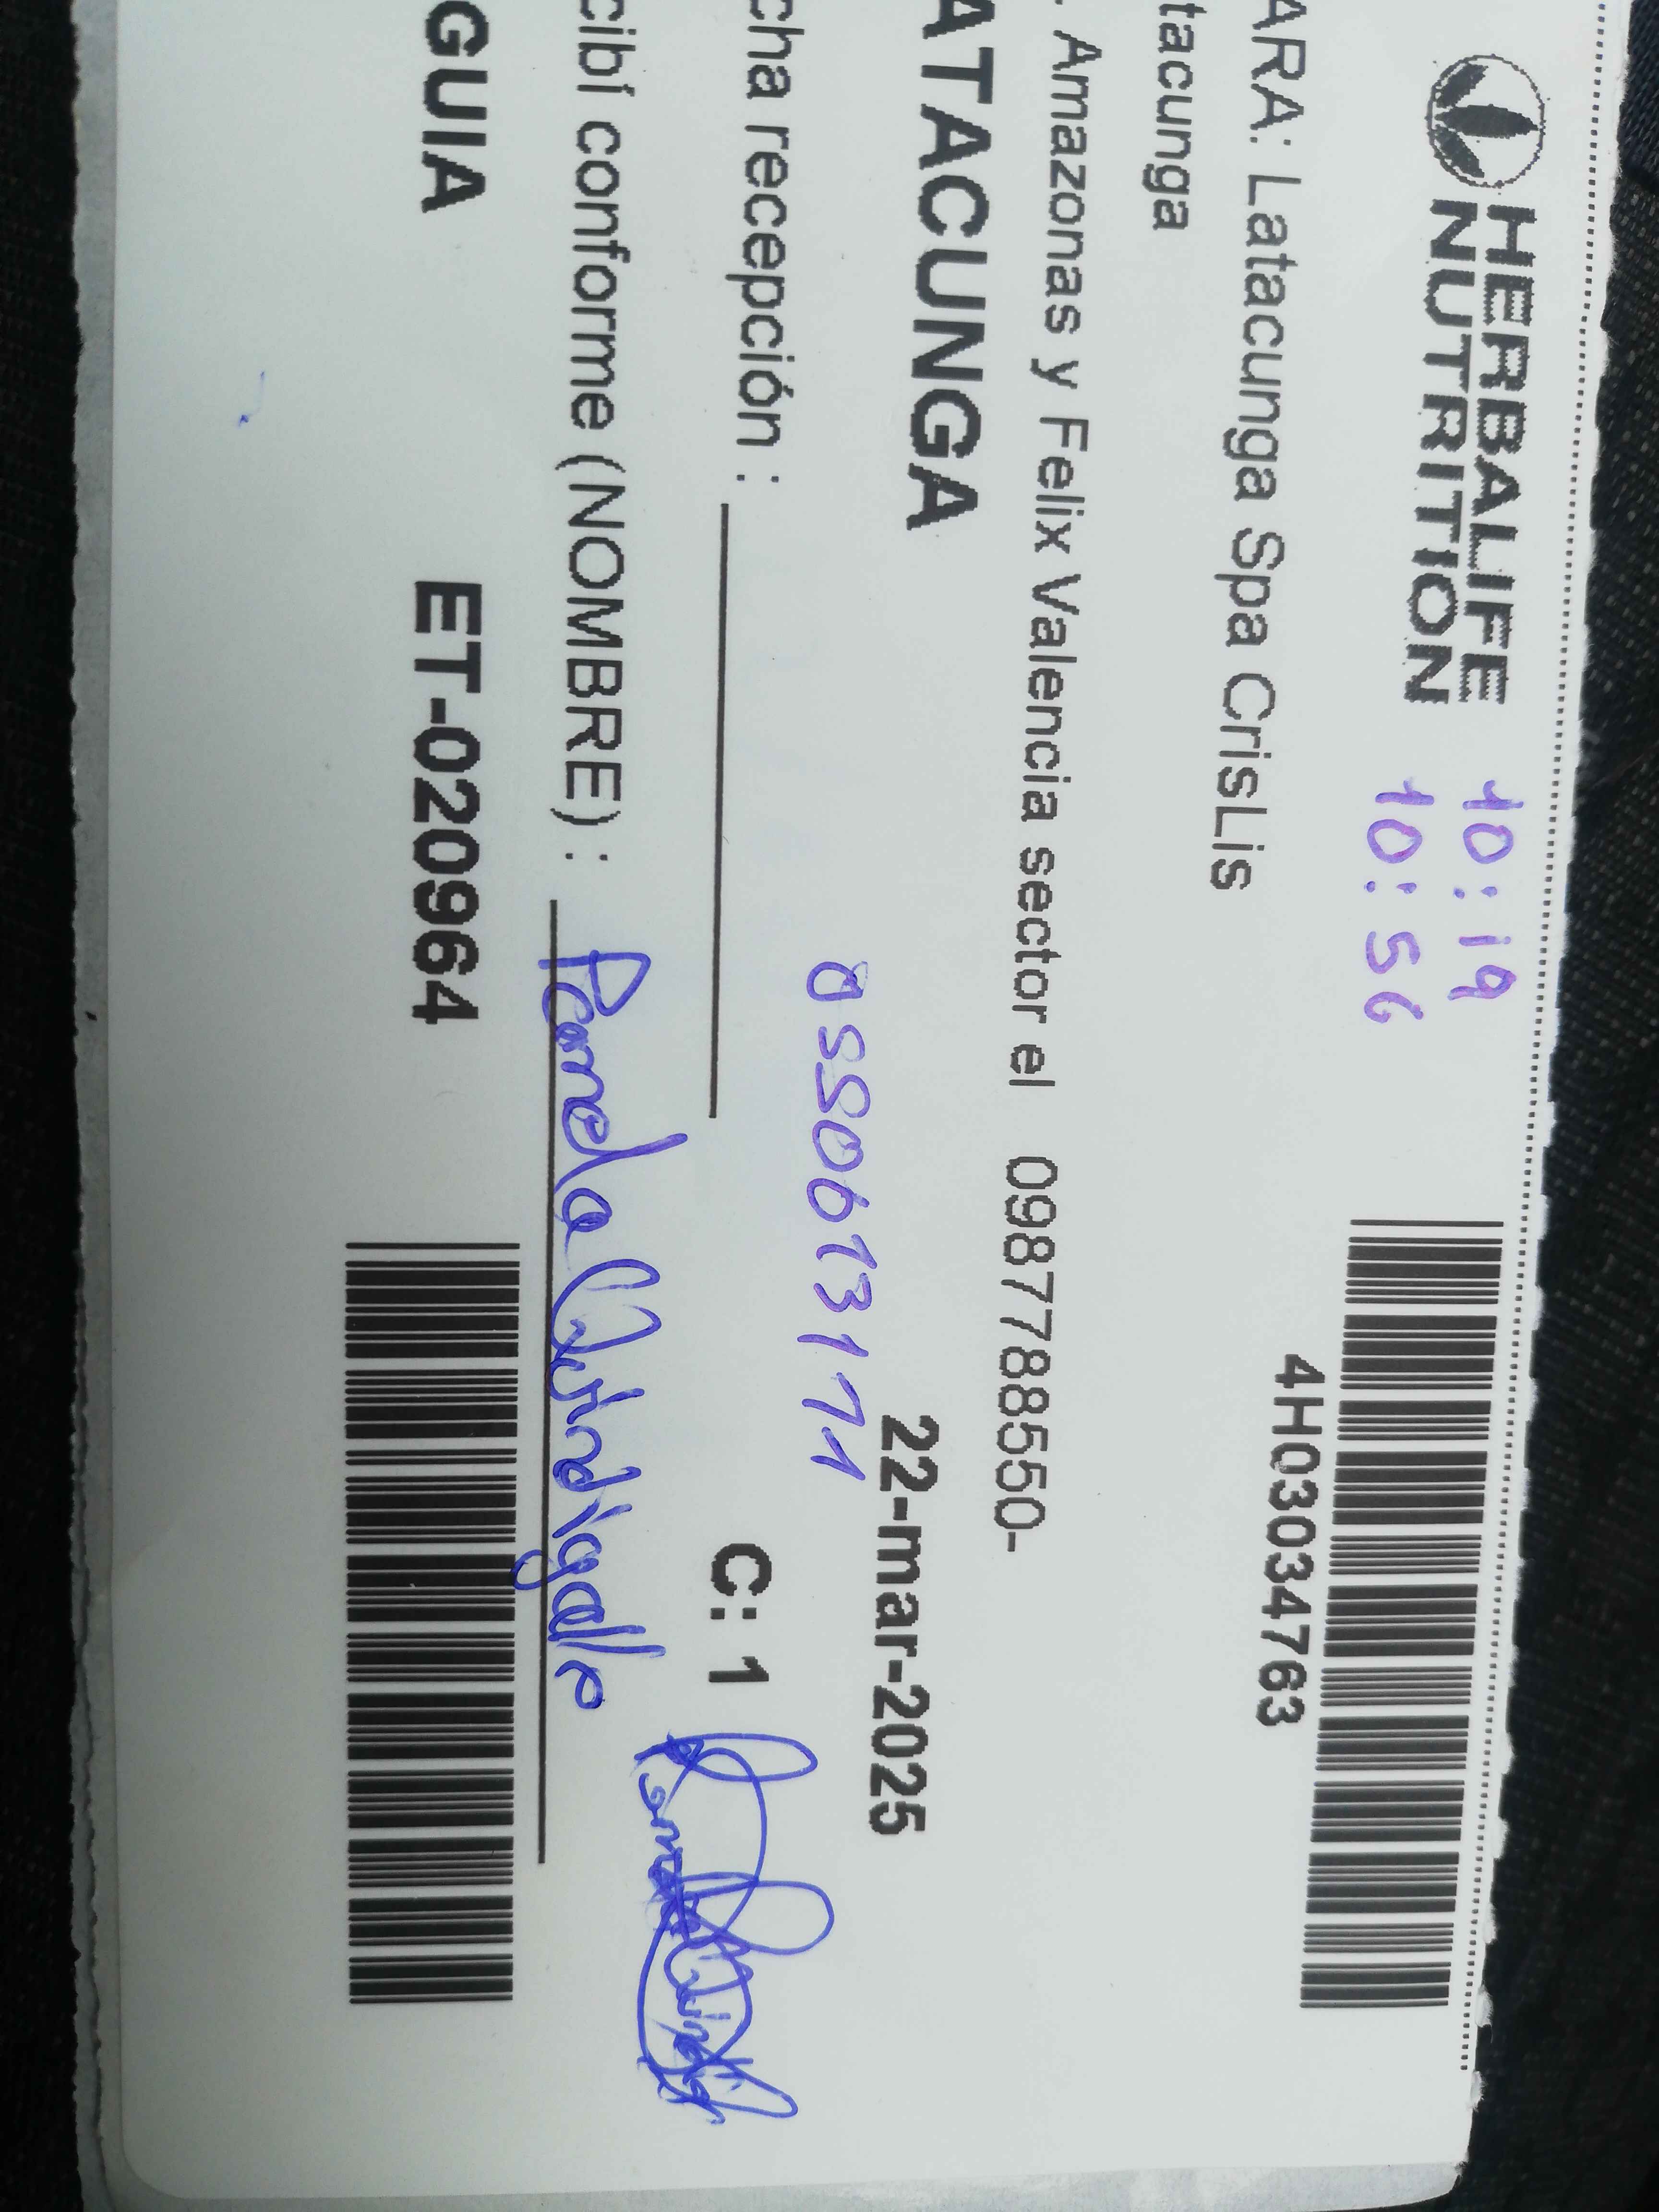 HERBALIFE
NUTRITION
10:19
10:56
4H03034763
ARA: Latacunga Spa CrisLis
tacunga
. Amazonas y Felix Valencia sector el 0987788550-
ATACUNGA 22-mar-2025
0550613171
cha recepción :
C: 1
cibí conforme (NOMBRE) :
GUIA ET-020964